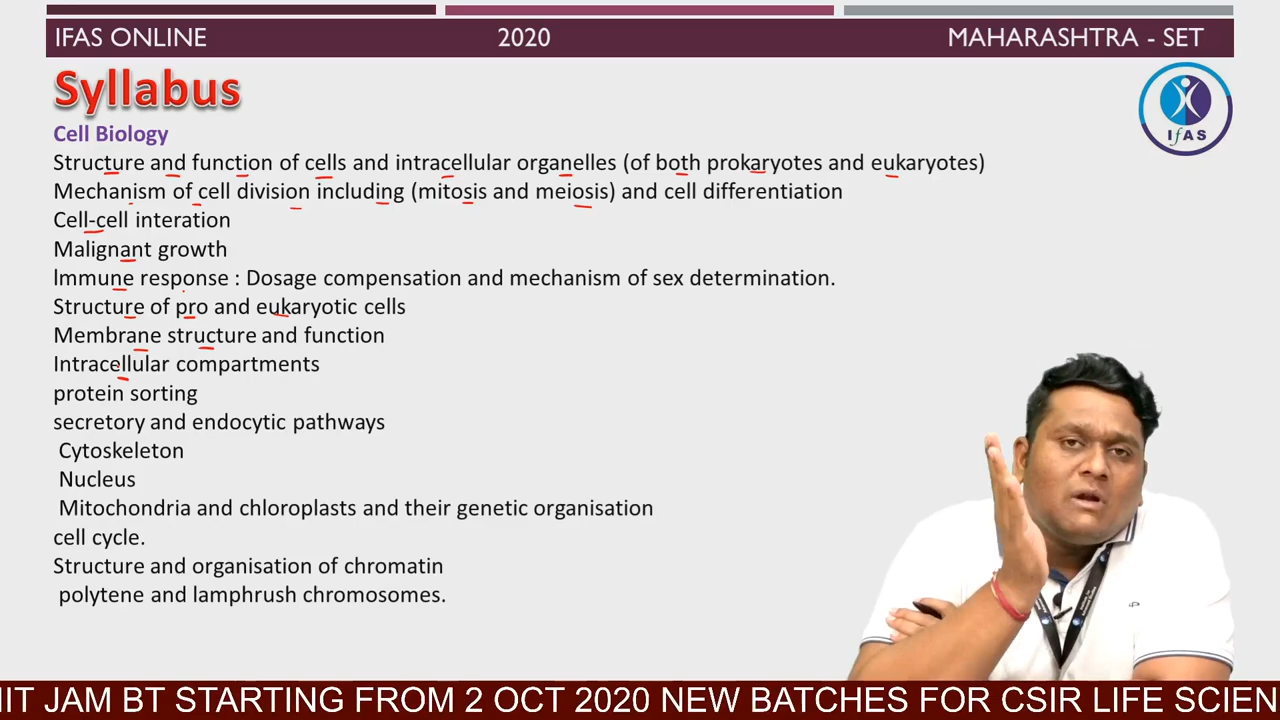 IFAS ONLINE 2020 MAHARASHTRA - SET
Syllabus
IfAS
Cell Biology
Structure and function of cells and intracellular organelles (of both prokaryotes and eukaryotes)
Mechanism of cell division including (mitosis and meiosis) and cell differentiation
Cell-cell interation
Malignant growth
lmmune response : Dosage compensation and mechanism of sex determination.
Structure of pro and eukaryotic cells
Membrane structure and function
Intracellular compartments
protein sorting
secretory and endocytic pathways
Cytoskeleton
Nucleus
Mitochondria and chloroplasts and their genetic organisation
cell cycle.
Structure and organisation of chromatin
polytene and lamphrush chromosomes.
IIT JAM BT STARTING FROM 2 OCT 2020 NEW BATCHES FOR CSIR LIFE SCIEN